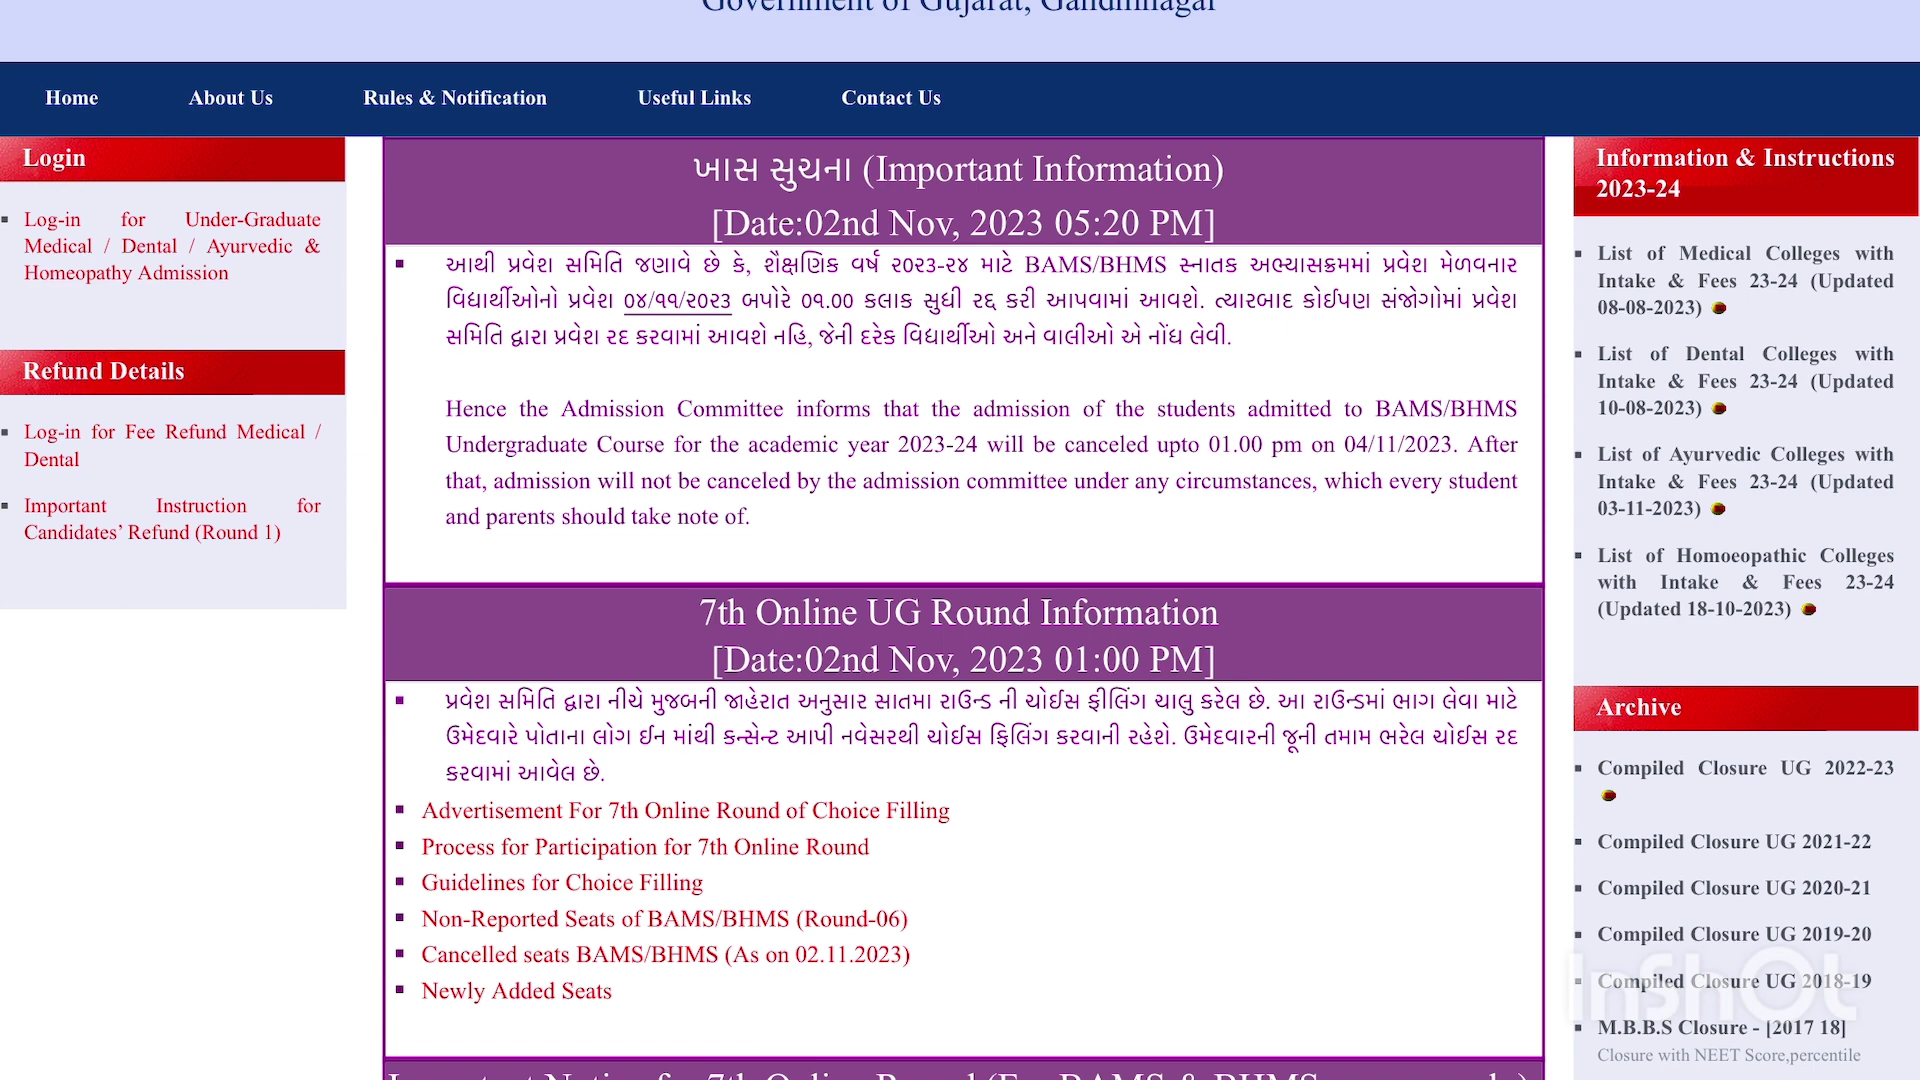 Government of Gujarat, Gandhinagar
Home About Us Rules & Notification Useful Links Contact Us
Login
Log-in for Under-Graduate
Medical / Dental / Ayurvedic &
Homeopathy Admission
Refund Details
Log-in for Fee Refund Medical /
Dental
Important Instruction for
Candidates’ Refund (Round 1)
ખાસ સુચના (Important Information)
[Date:02nd Nov, 2023 05:20 PM]
આથી પ્રવેશ સમિતિ જણાવે છે કે, શૈક્ષણિક વર્ષ ૨૦૨૩-૨૪ માટે BAMS/BHMS સ્નાતક અભ્યાસક્રમમાં પ્રવેશ મેળવનાર
વિદ્યાર્થીઓનો પ્રવેશ ૦૪/૧૧/૨૦૨૩ બપોરે ૦૧.૦૦ કલાક સુધી રદ્દ કરી આપવામાં આવશે. ત્યારબાદ કોઈપણ સંજોગોમાં પ્રવેશ
સમિતિ દ્વારા પ્રવેશ રદ કરવામાં આવશે નહિ, જેની દરેક વિદ્યાર્થીઓ અને વાલીઓ એ નોંધ લેવી.
Hence the Admission Committee informs that the admission of the students admitted to BAMS/BHMS
Undergraduate Course for the academic year 2023-24 will be canceled upto 01.00 pm on 04/11/2023. After
that, admission will not be canceled by the admission committee under any circumstances, which every student
and parents should take note of.
7th Online UG Round Information
[Date:02nd Nov, 2023 01:00 PM]
પ્રવેશ સમિતિ દ્વારા નીચે મુજબની જાહેરાત અનુસાર સાતમા રાઉન્ડ ની ચોઈસ ફીલિંગ ચાલુ કરેલ છે. આ રાઉન્ડમાં ભાગ લેવા માટે
ઉમેદવારે પોતાના લોગ ઈન માંથી કન્સેન્ટ આપી નવેસરથી ચોઈસ ફિલિંગ કરવાની રહેશે. ઉમેદવારની જૂની તમામ ભરેલ ચોઈસ રદ
કરવામાં આવેલ છે.
Advertisement For 7th Online Round of Choice Filling
Process for Participation for 7th Online Round
Guidelines for Choice Filling
Non-Reported Seats of BAMS/BHMS (Round-06)
Cancelled seats BAMS/BHMS (As on 02.11.2023)
Newly Added Seats
Important Notice for 7th Online Round (For BAMS & BHMS
Information & Instructions
2023-24
List of Medical Colleges with
Intake & Fees 23-24 (Updated
08-08-2023)
List of Dental Colleges with
Intake & Fees 23-24 (Updated
10-08-2023)
List of Ayurvedic Colleges with
Intake & Fees 23-24 (Updated
03-11-2023)
List of Homoeopathic Colleges
with Intake & Fees 23-24
(Updated 18-10-2023)
Archive
Compiled Closure UG 2022-23
Compiled Closure UG 2021-22
Compiled Closure UG 2020-21
Compiled Closure UG 2019-20
Compiled Closure UG 2018-19
M.B.B.S Closure - [2017 18]
Closure with NEET Score,percentile
InShOt